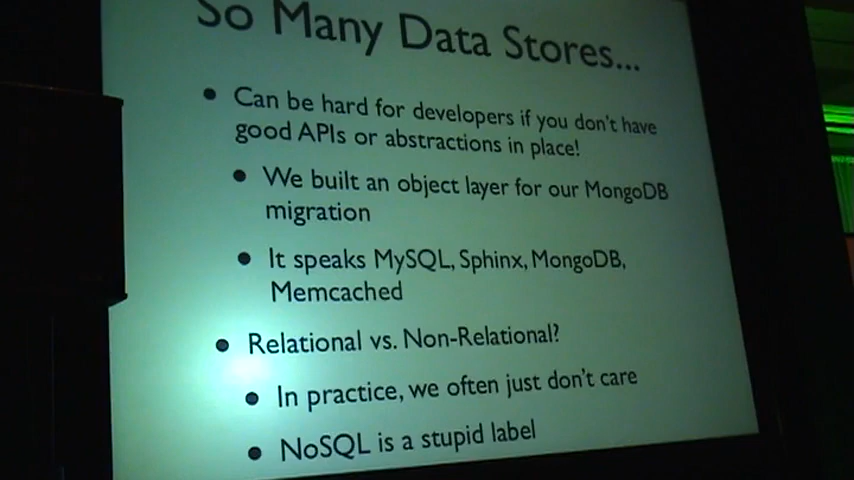 So Many Data Stores...
• Can be hard for developers if you don't have
good APIs or abstractions in place!
• We built an object layer for our MongoDB
migration
• It speaks MySQL, Sphinx, MongoDB,
Memcached
• Relational vs. Non-Relational?
• In practice, we often just don't care
• NoSQL is a stupid label